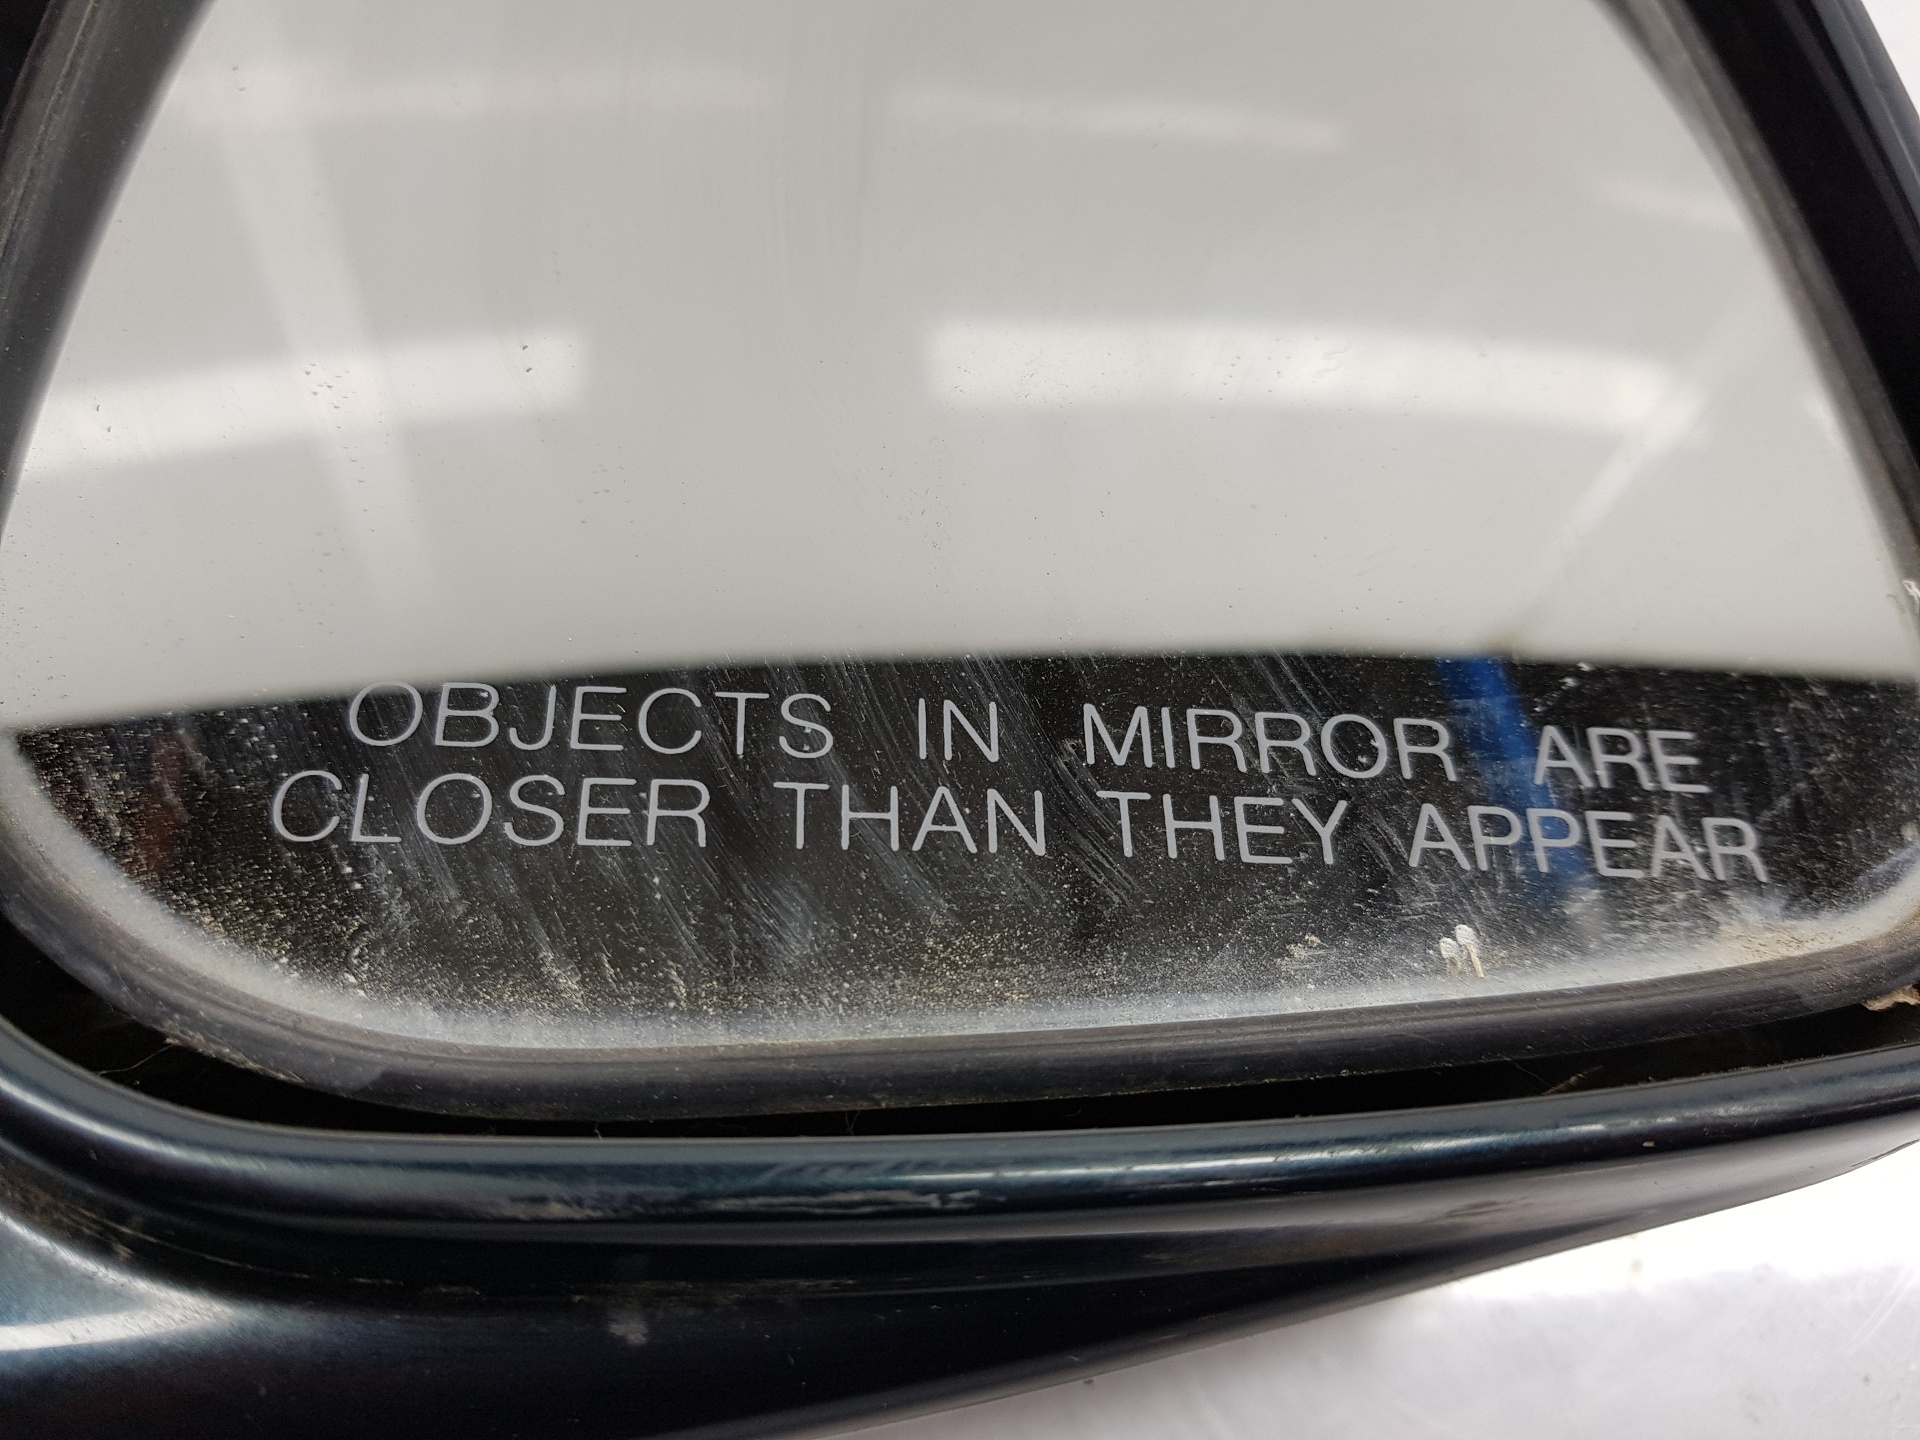 OBJECTS IN MIRROR ARE
CLOSER THAN THEY APPEAR